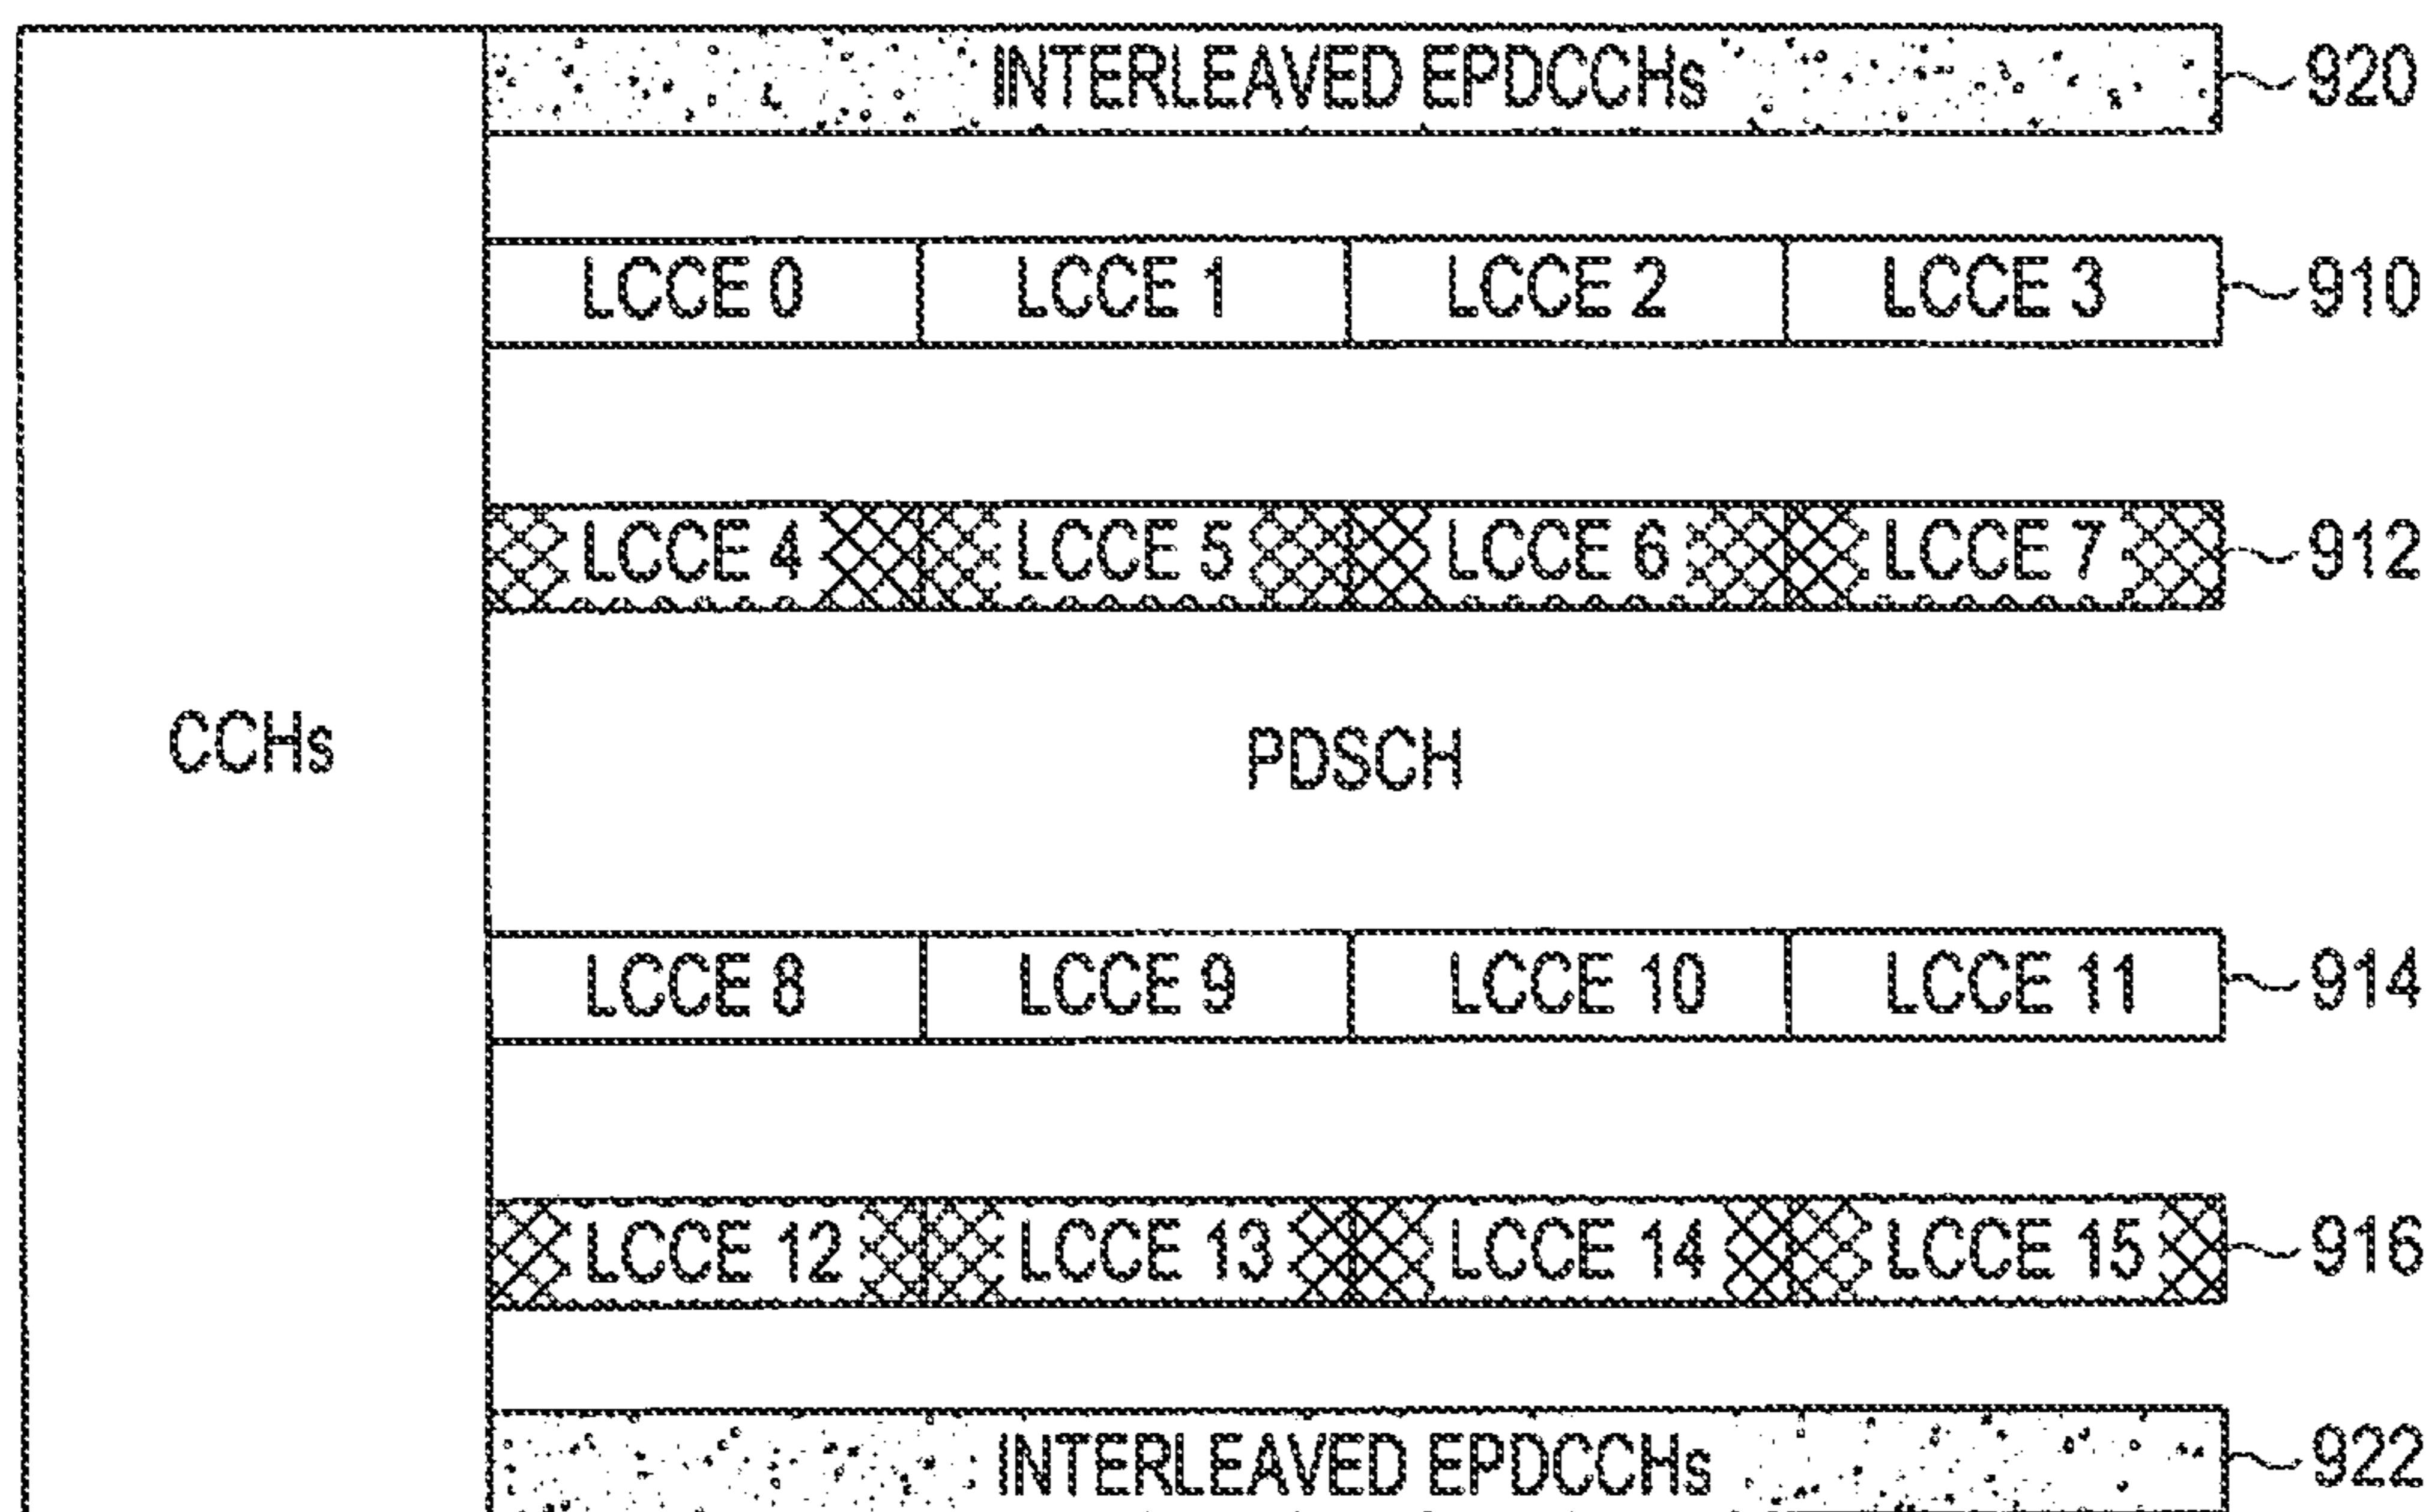 INTERLEAVED EPDCCHs 920
LCCE 0 LCCE 1 LCCE 2 LCCE 3 910
LCCE 4 LCCE 5 LCCE 6 LCCE 7 912
CCHs PDSCH
LCCE 8 LCCE 9 LCCE 10 LCCE 11 914
LCCE 12 LCCE 13 LCCE 14 LCCE 15 916
INTERLEAVED EPDCCHs 922